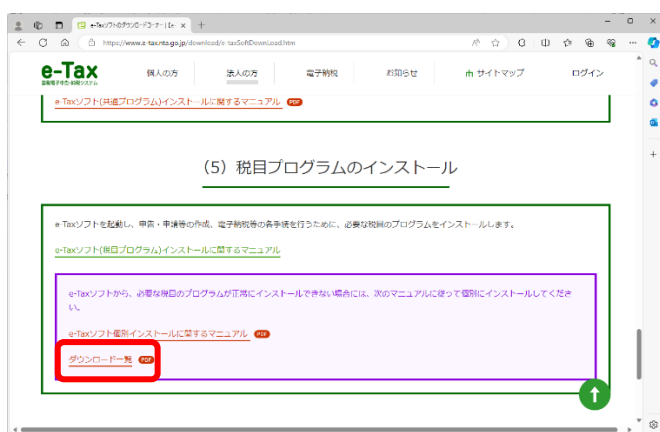 e-Taxソフトのダウンロードコーナー | 【e-
https://www.e-tax.nta.go.jp/download/e-taxSoftDownLoad.htm
e-Tax
国税電子申告・納税システム
個人の方 法人の方 電子納税 お知らせ サイトマップ ログイン
e-Taxソフト(共通プログラム)インストールに関するマニュアル PDF
(5) 税目プログラムのインストール
e-Taxソフトを起動し、申告・申請等の作成、電子納税等の各手続を行うために、必要な税目のプログラムをインストールします。
e-Taxソフト(税目プログラム)インストールに関するマニュアル
e-Taxソフトから、必要な税目のプログラムが正常にインストールできない場合には、次のマニュアルに従って個別にインストールしてくださ
い。
e-Taxソフト個別インストールに関するマニュアル PDF
ダウンロード一覧 PDF